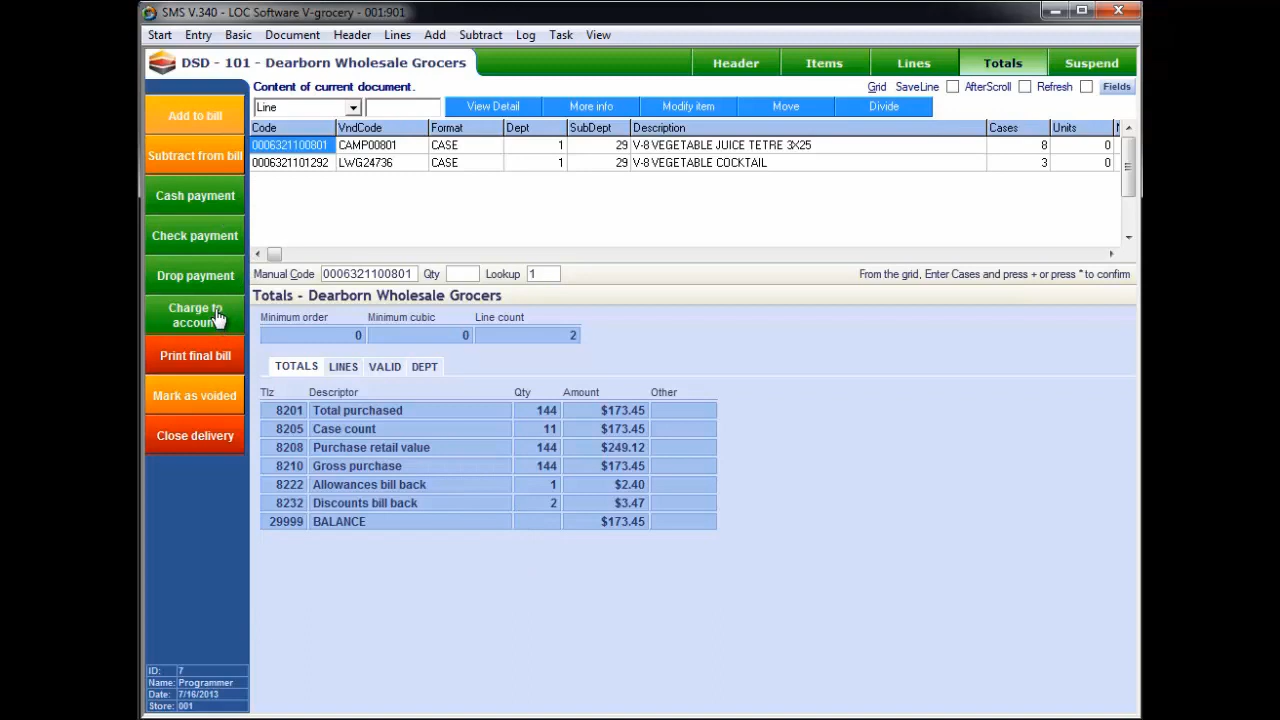 SMS V.340 - LOC Software V-grocery - 001:901
Start Entry Basic Document Header Lines Add Subtract Log Task View
DSD - 101 - Dearborn Wholesale Grocers Header Items Lines Totals Suspend
Content of current document. Grid SaveLine AfterScroll Refresh Fields
Line View Detail More info Modify item Move Divide
Code VndCode Format Dept SubDept Description Cases Units
0006321100801 CAMP00801 CASE 1 29 V-8 VEGETABLE JUICE TETRE 3X25 8 0
0006321101292 LWG24736 CASE 1 29 V-8 VEGETABLE COCKTAIL 3 0
Manual Code 0006321100801 Qty Lookup 1 From the grid, Enter Cases and press + or press * to confirm
Add to bill
Subtract from bill
Cash payment
Check payment
Drop payment
Charge to
account
Print final bill
Mark as voided
Close delivery
Totals - Dearborn Wholesale Grocers
Minimum order Minimum cubic Line count
0 0 2
TOTALS LINES VALID DEPT
Tlz Descriptor Qty Amount Other
8201 Total purchased 144 $173.45
8205 Case count 11 $173.45
8208 Purchase retail value 144 $249.12
8210 Gross purchase 144 $173.45
8222 Allowances bill back 1 $2.40
8232 Discounts bill back 2 $3.47
29999 BALANCE $173.45
ID: 7
Name: Programmer
Date: 7/16/2013
Store: 001